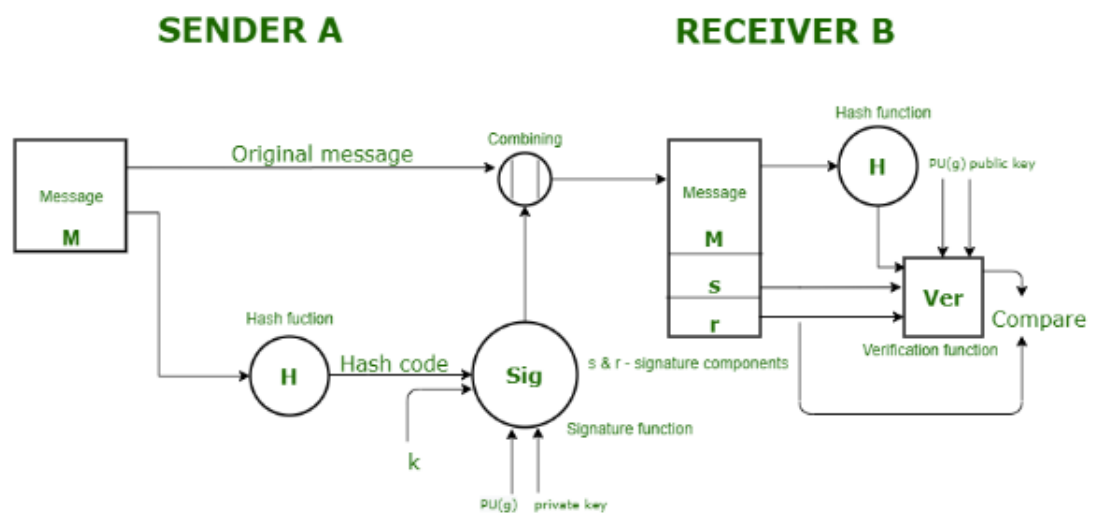 SENDER A
RECEIVER B
Message
M
Original message
Combining
Hash fuction
H
Hash code
k
Sig
s & r - signature components
Signature function
PU(g)
private key
Message
M
s
r
Hash function
H
PU(g) public key
Ver
Compare
Verification function